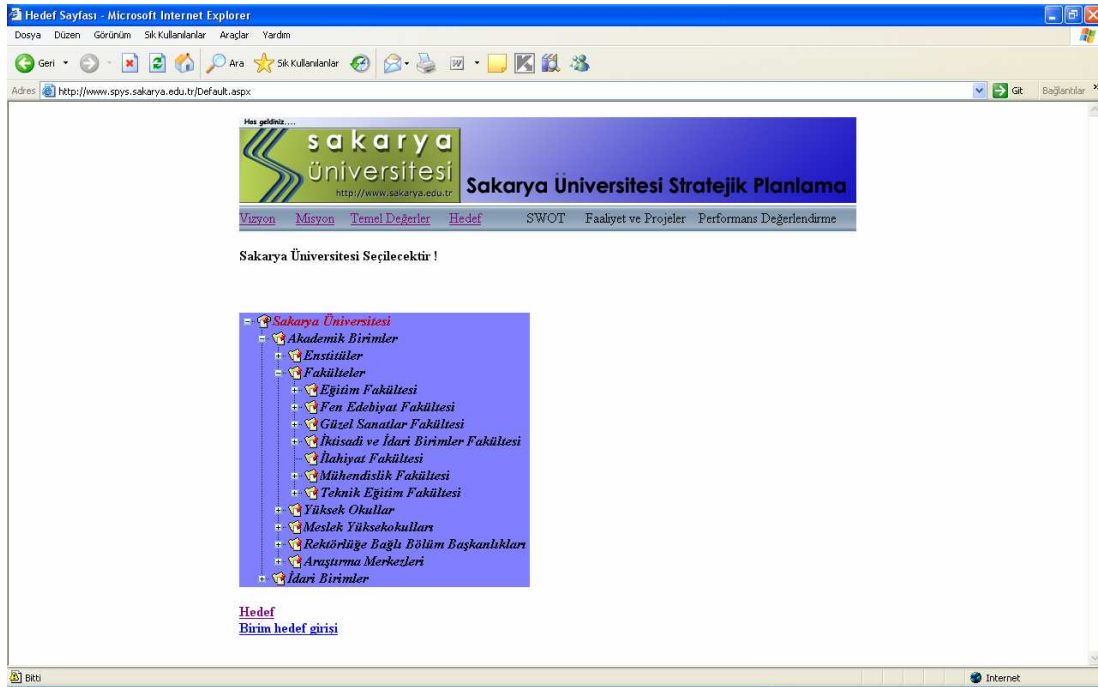 Hedef Sayfası - Microsoft Internet Explorer
Dosya Düzen Görünüm Sık Kullanılanlar Araçlar Yardım
Geri Ara Sık Kullanılanlar
Adres http://www.spys.sakarya.edu.tr/Default.aspx Git Bağlantılar »
Hoş geldiniz....
sakarya
üniversitesi
http://www.sakarya.edu.tr
Sakarya Üniversitesi Stratejik Planlama
Vizyon Misyon Temel Değerler Hedef SWOT Faaliyet ve Projeler Performans Değerlendirme
Sakarya Üniversitesi Seçilecektir !
Sakarya Üniversitesi
Akademik Birimler
Enstitüler
Fakülteler
Eğitim Fakültesi
Fen Edebiyat Fakültesi
Güzel Sanatlar Fakültesi
İktisadi ve İdari Birimler Fakültesi
İlahiyat Fakültesi
Mühendislik Fakültesi
Teknik Eğitim Fakültesi
Yüksek Okullar
Meslek Yüksekokulları
Rektörlüğe Bağlı Bölüm Başkanlıkları
Araştırma Merkezleri
İdari Birimler
Hedef
Birim hedef girişi
Bitti Internet